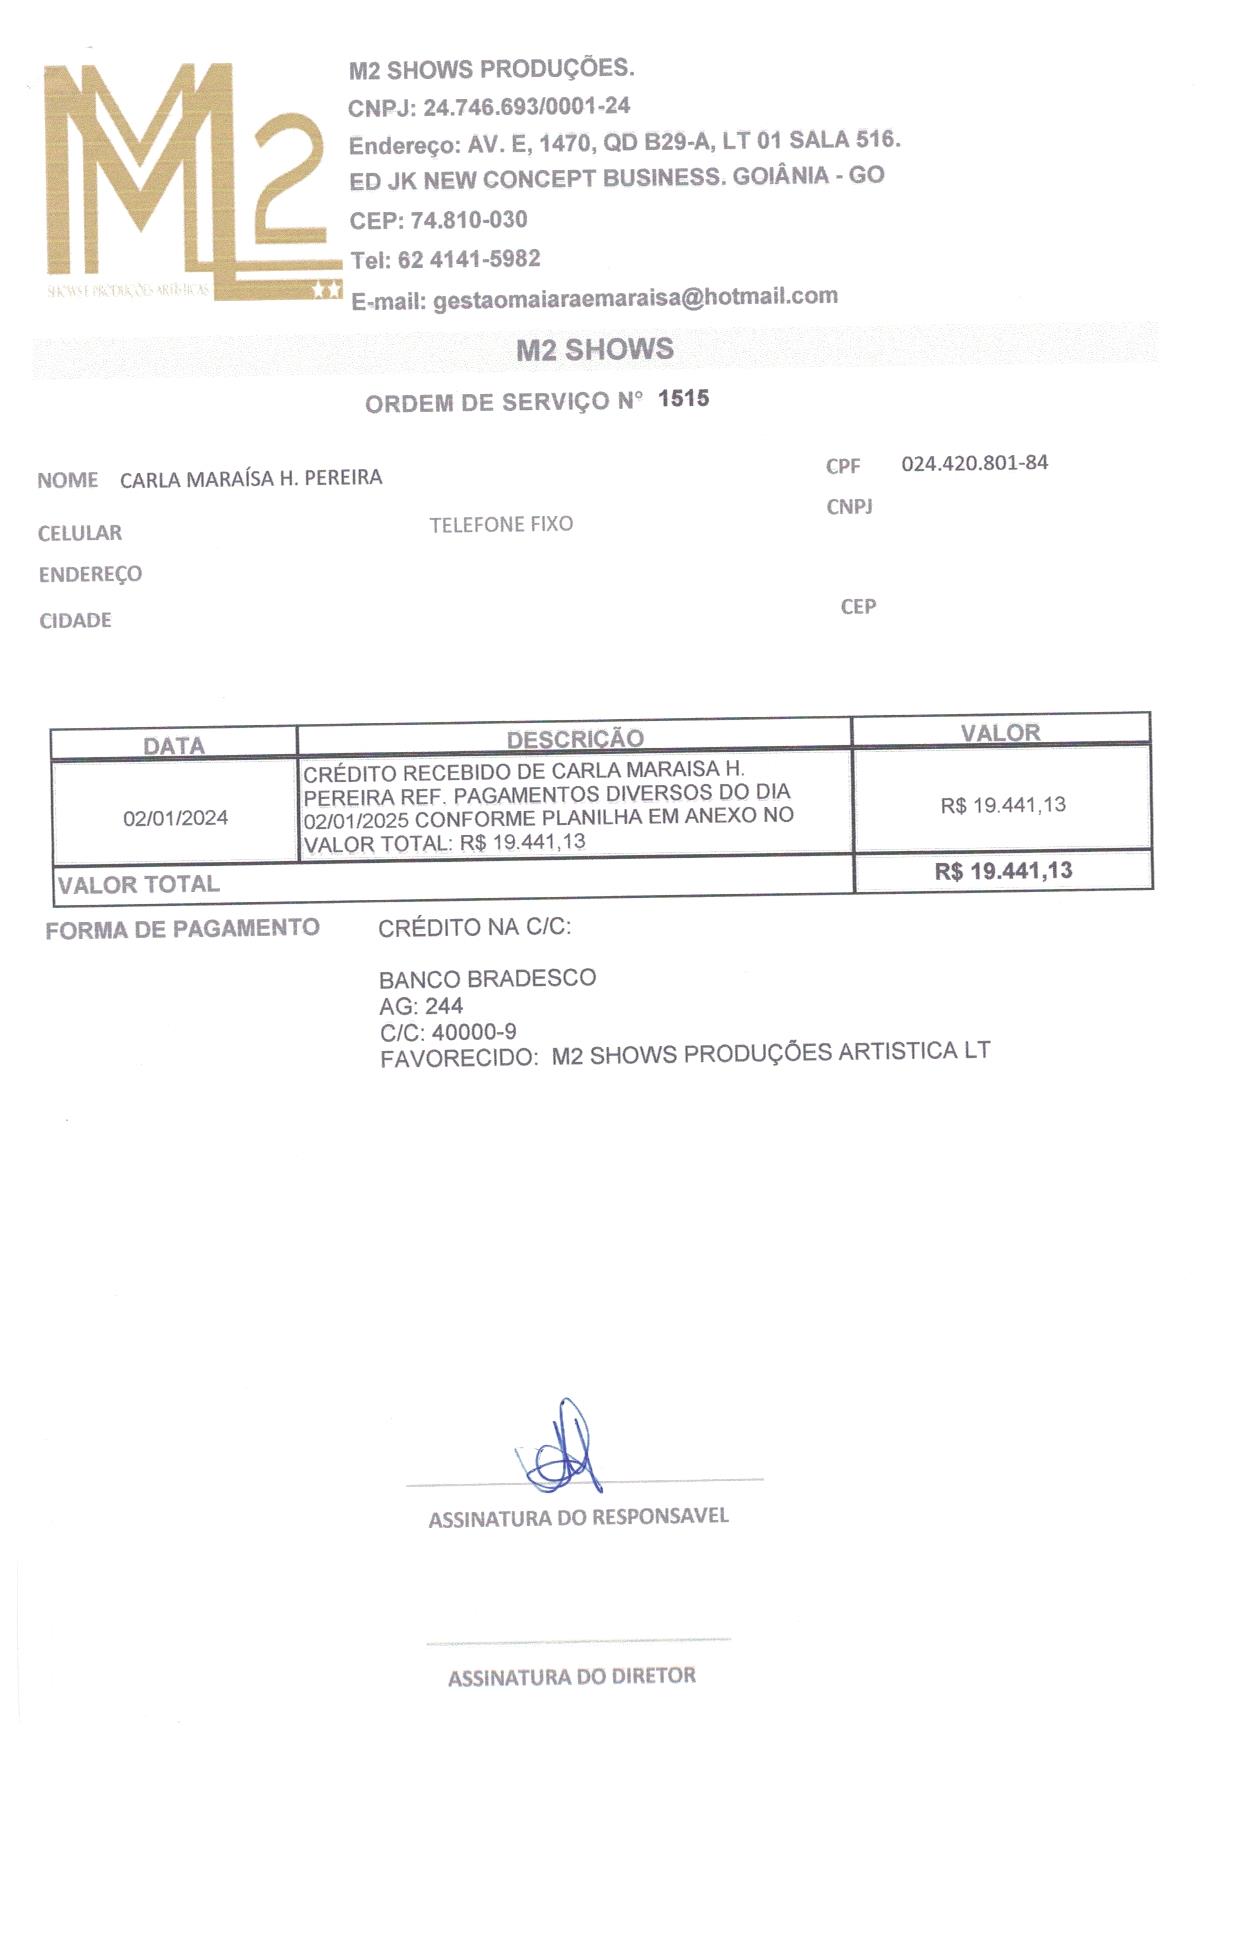 M2 SHOWS PRODUÇÕES.
CNPJ: 24.746.693/0001-24
Endereço: AV. E, 1470, QD B29-A, LT 01 SALA 516.
ED JK NEW CONCEPT BUSINESS. GOIÂNIA - GO
CEP: 74.810-030
Tel: 62 4141-5982
E-mail: gestaomaiaraemaraisa@hotmail.com
M2
SHOWS E PRODUÇÕES ARTÍSTICAS
M2 SHOWS
ORDEM DE SERVIÇO N° 1515
NOME CARLA MARAÍSA H. PEREIRA CPF 024.420.801-84
CNPJ
CELULAR TELEFONE FIXO
ENDEREÇO
CIDADE CEP
DATA DESCRIÇÃO VALOR
CRÉDITO RECEBIDO DE CARLA MARAISA H.
PEREIRA REF. PAGAMENTOS DIVERSOS DO DIA
02/01/2024 02/01/2025 CONFORME PLANILHA EM ANEXO NO R$ 19.441,13
VALOR TOTAL: R$ 19.441,13
VALOR TOTAL R$ 19.441,13
FORMA DE PAGAMENTO CRÉDITO NA C/C:
BANCO BRADESCO
AG: 244
C/C: 40000-9
FAVORECIDO: M2 SHOWS PRODUÇÕES ARTISTICA LT
ASSINATURA DO RESPONSAVEL
ASSINATURA DO DIRETOR